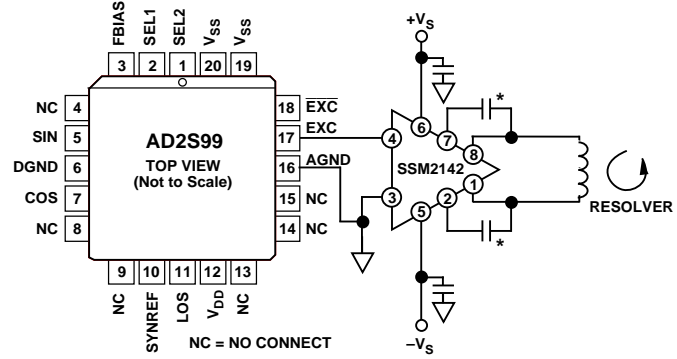 FBIAS
SEL1
SEL2
VSS
VSS
3
2
1
20
19
NC 4
SIN 5
DGND 6
COS 7
NC 8
AD2S99
TOP VIEW
(Not to Scale)
18 EXC
17 EXC
16 AGND
15 NC
14 NC
9
10
11
12
13
NC
SYNREF
LOS
VDD
NC
NC = NO CONNECT
+VS
6
7
*
4
8
SSM2142
3
1
2
5
*
RESOLVER
–VS